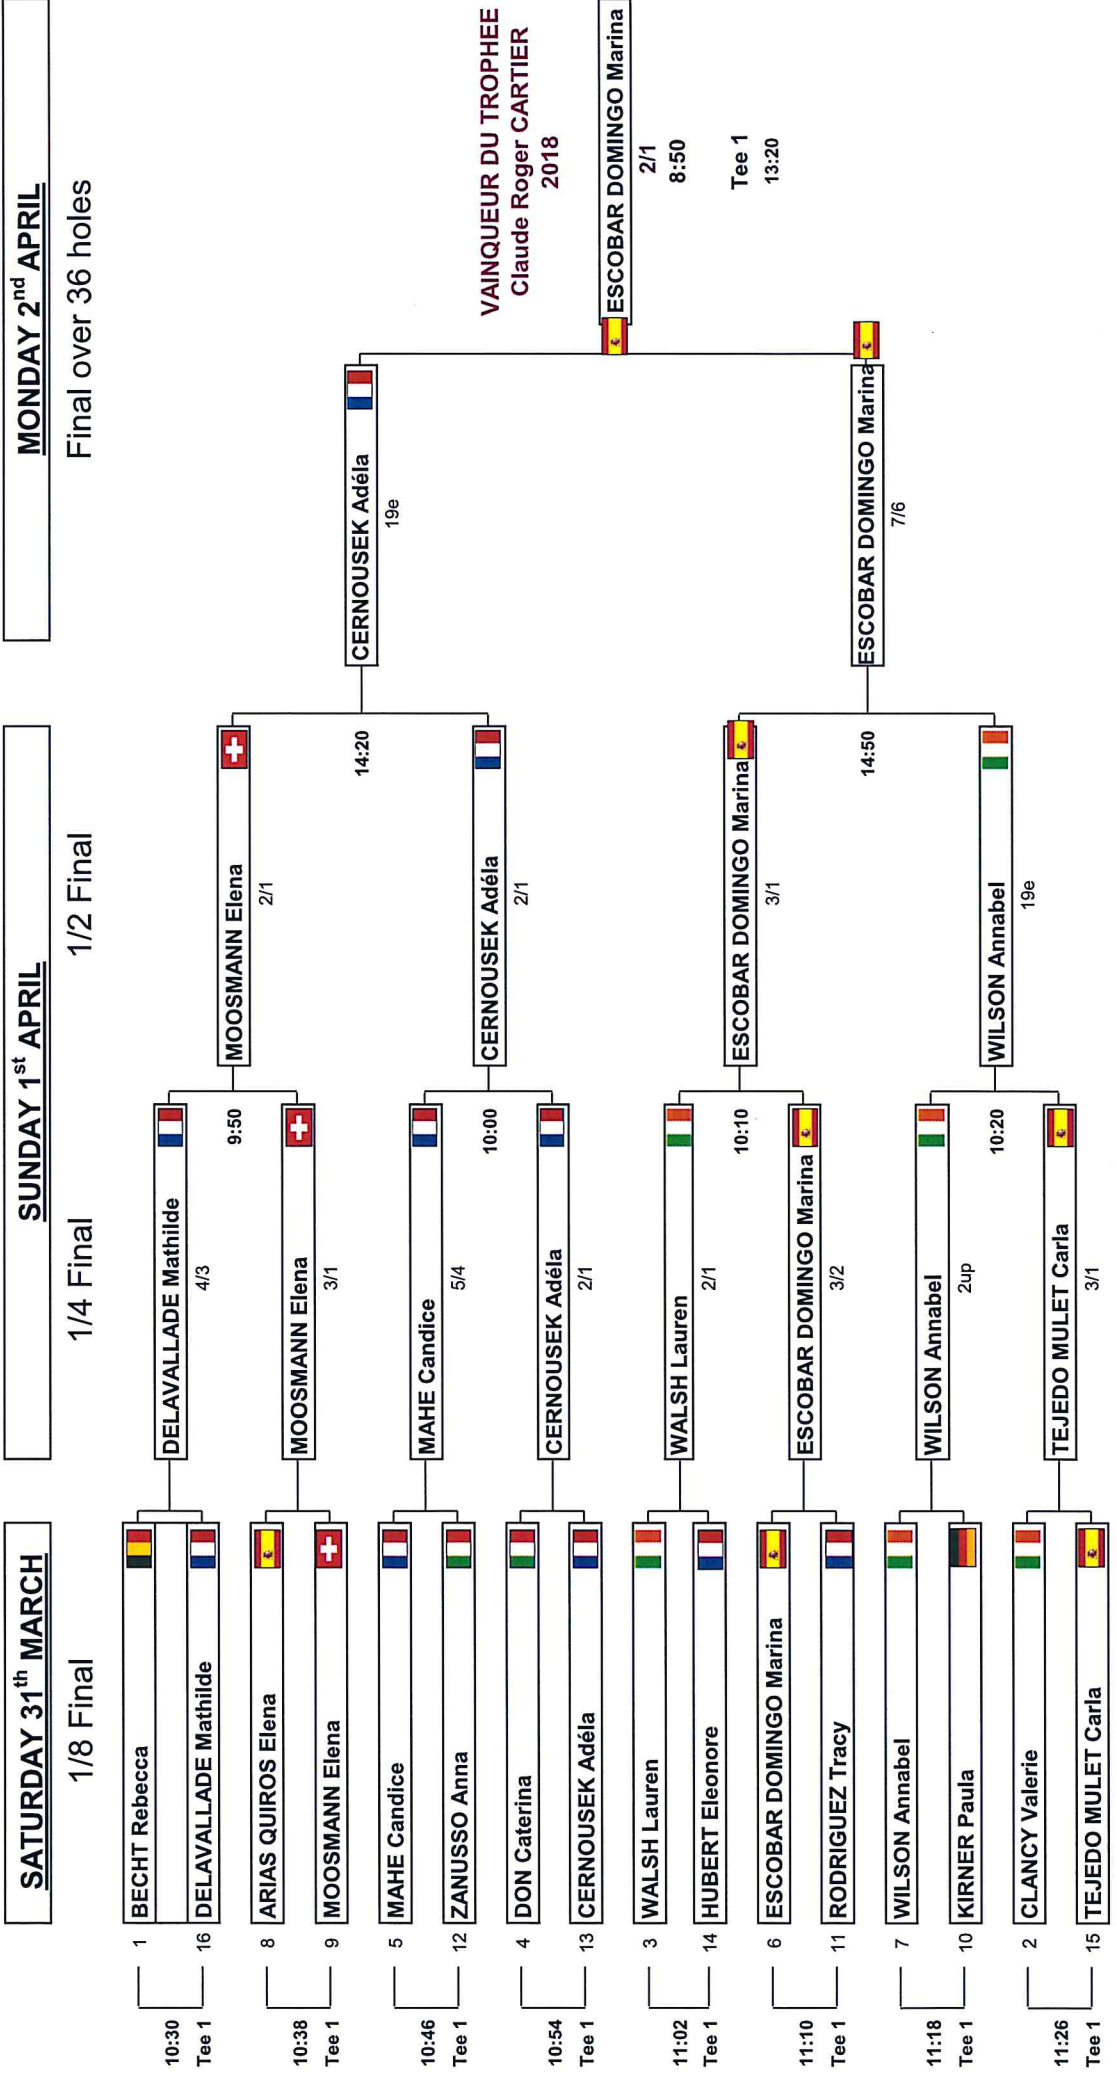 SATURDAY 31th MARCH
SUNDAY 1st APRIL
MONDAY 2nd APRIL
1/8 Final
1/4 Final
1/2 Final
Final over 36 holes
10:30
Tee 1
1
BECHT Rebecca
16
DELAVALLADE Mathilde
10:38
Tee 1
8
ARIAS QUIROS Elena
9
MOOSMANN Elena
10:46
Tee 1
5
MAHE Candice
12
ZANUSSO Anna
10:54
Tee 1
4
DON Caterina
13
CERNOUSEK Adéla
11:02
Tee 1
3
WALSH Lauren
14
HUBERT Eleonore
11:10
Tee 1
6
ESCOBAR DOMINGO Marina
11
RODRIGUEZ Tracy
11:18
Tee 1
7
WILSON Annabel
10
KIRNER Paula
11:26
Tee 1
2
CLANCY Valerie
15
TEJEDO MULET Carla
DELAVALLADE Mathilde
4/3
9:50
MOOSMANN Elena
3/1
MAHE Candice
5/4
10:00
CERNOUSEK Adéla
2/1
WALSH Lauren
2/1
10:10
ESCOBAR DOMINGO Marina
3/2
WILSON Annabel
2up
10:20
TEJEDO MULET Carla
3/1
MOOSMANN Elena
2/1
14:20
CERNOUSEK Adéla
2/1
ESCOBAR DOMINGO Marina
3/1
14:50
WILSON Annabel
19e
CERNOUSEK Adéla
19e
ESCOBAR DOMINGO Marina
7/6
VAINQUEUR DU TROPHEE
Claude Roger CARTIER
2018
ESCOBAR DOMINGO Marina
2/1
8:50
Tee 1
13:20